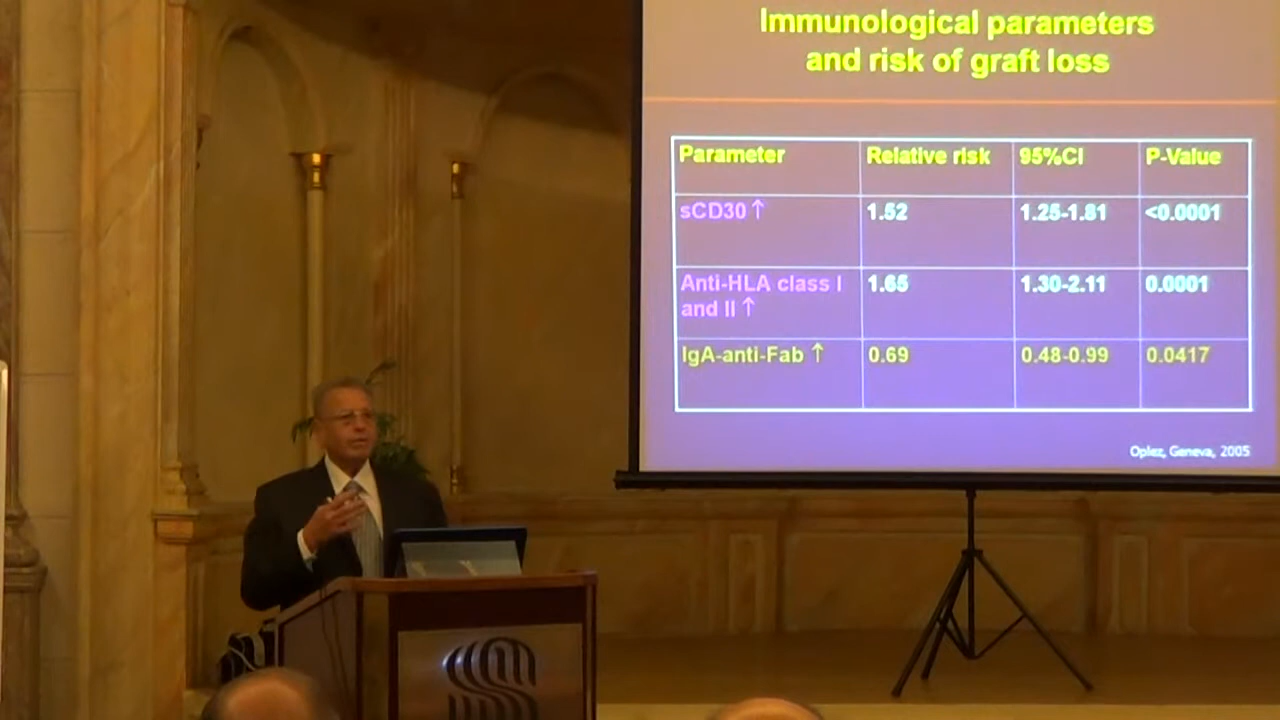 Immunological parameters
and risk of graft loss
Parameter Relative risk 95%CI P-Value
sCD30 ↑ 1.52 1.25-1.81 <0.0001
Anti-HLA class I 1.65 1.30-2.11 0.0001
and II ↑
IgA-anti-Fab ↑ 0.69 0.48-0.99 0.0417
Oplez, Geneva, 2005
S